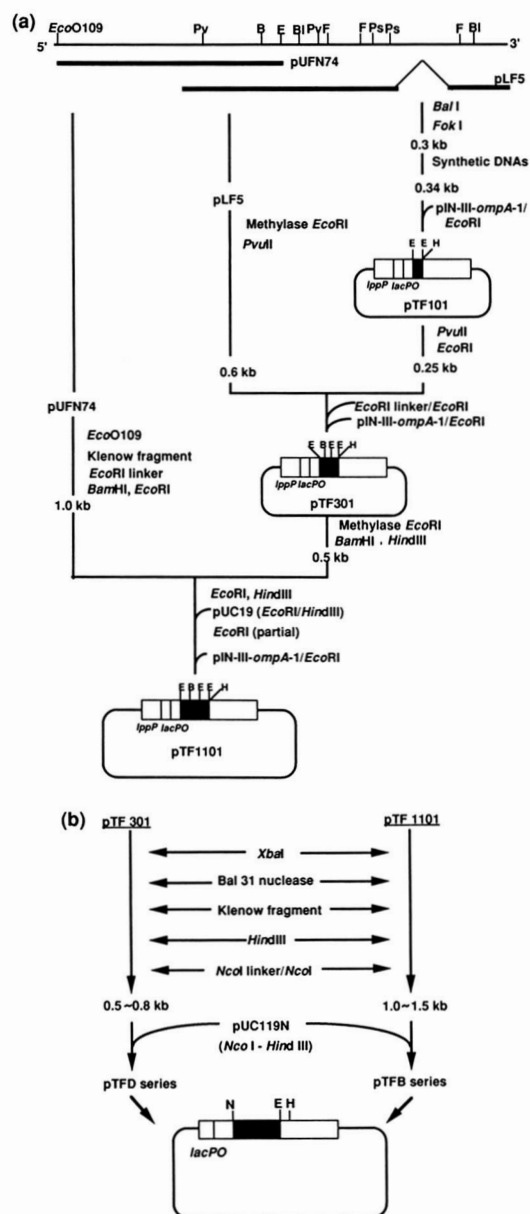 (a)
EcoO109 Pv B E Bl Pv F F Ps Ps F Bl
5' 3'
pUFN74
pLF5
Bal I
Fok I
0.3 kb
Synthetic DNAs
0.34 kb
pLF5
Methylase EcoRI
PvuII
pIN-III-ompA-1/
EcoRI
E E H
lppP lacPO
pTF101
PvuII
EcoRI
0.6 kb
0.25 kb
pUFN74
EcoRI linker/EcoRI
pIN-III-ompA-1/EcoRI
EcoO109
Klenow fragment
EcoRI linker
BamHI, EcoRI
1.0 kb
E B E E H
lppP lacPO
pTF301
Methylase EcoRI
BamHI . HindIII
0.5 kb
EcoRI, HindIII
pUC19 (EcoRI/HindIII)
EcoRI (partial)
pIN-III-ompA-1/EcoRI
E B E E H
lppP lacPO
pTF1101
(b)
pTF 301 pTF 1101
XbaI
Bal 31 nuclease
Klenow fragment
HindIII
NcoI linker/NcoI
0.5~0.8 kb 1.0~1.5 kb
pUC119N
(Nco I - Hind III)
pTFD series pTFB series
N E H
lacPO